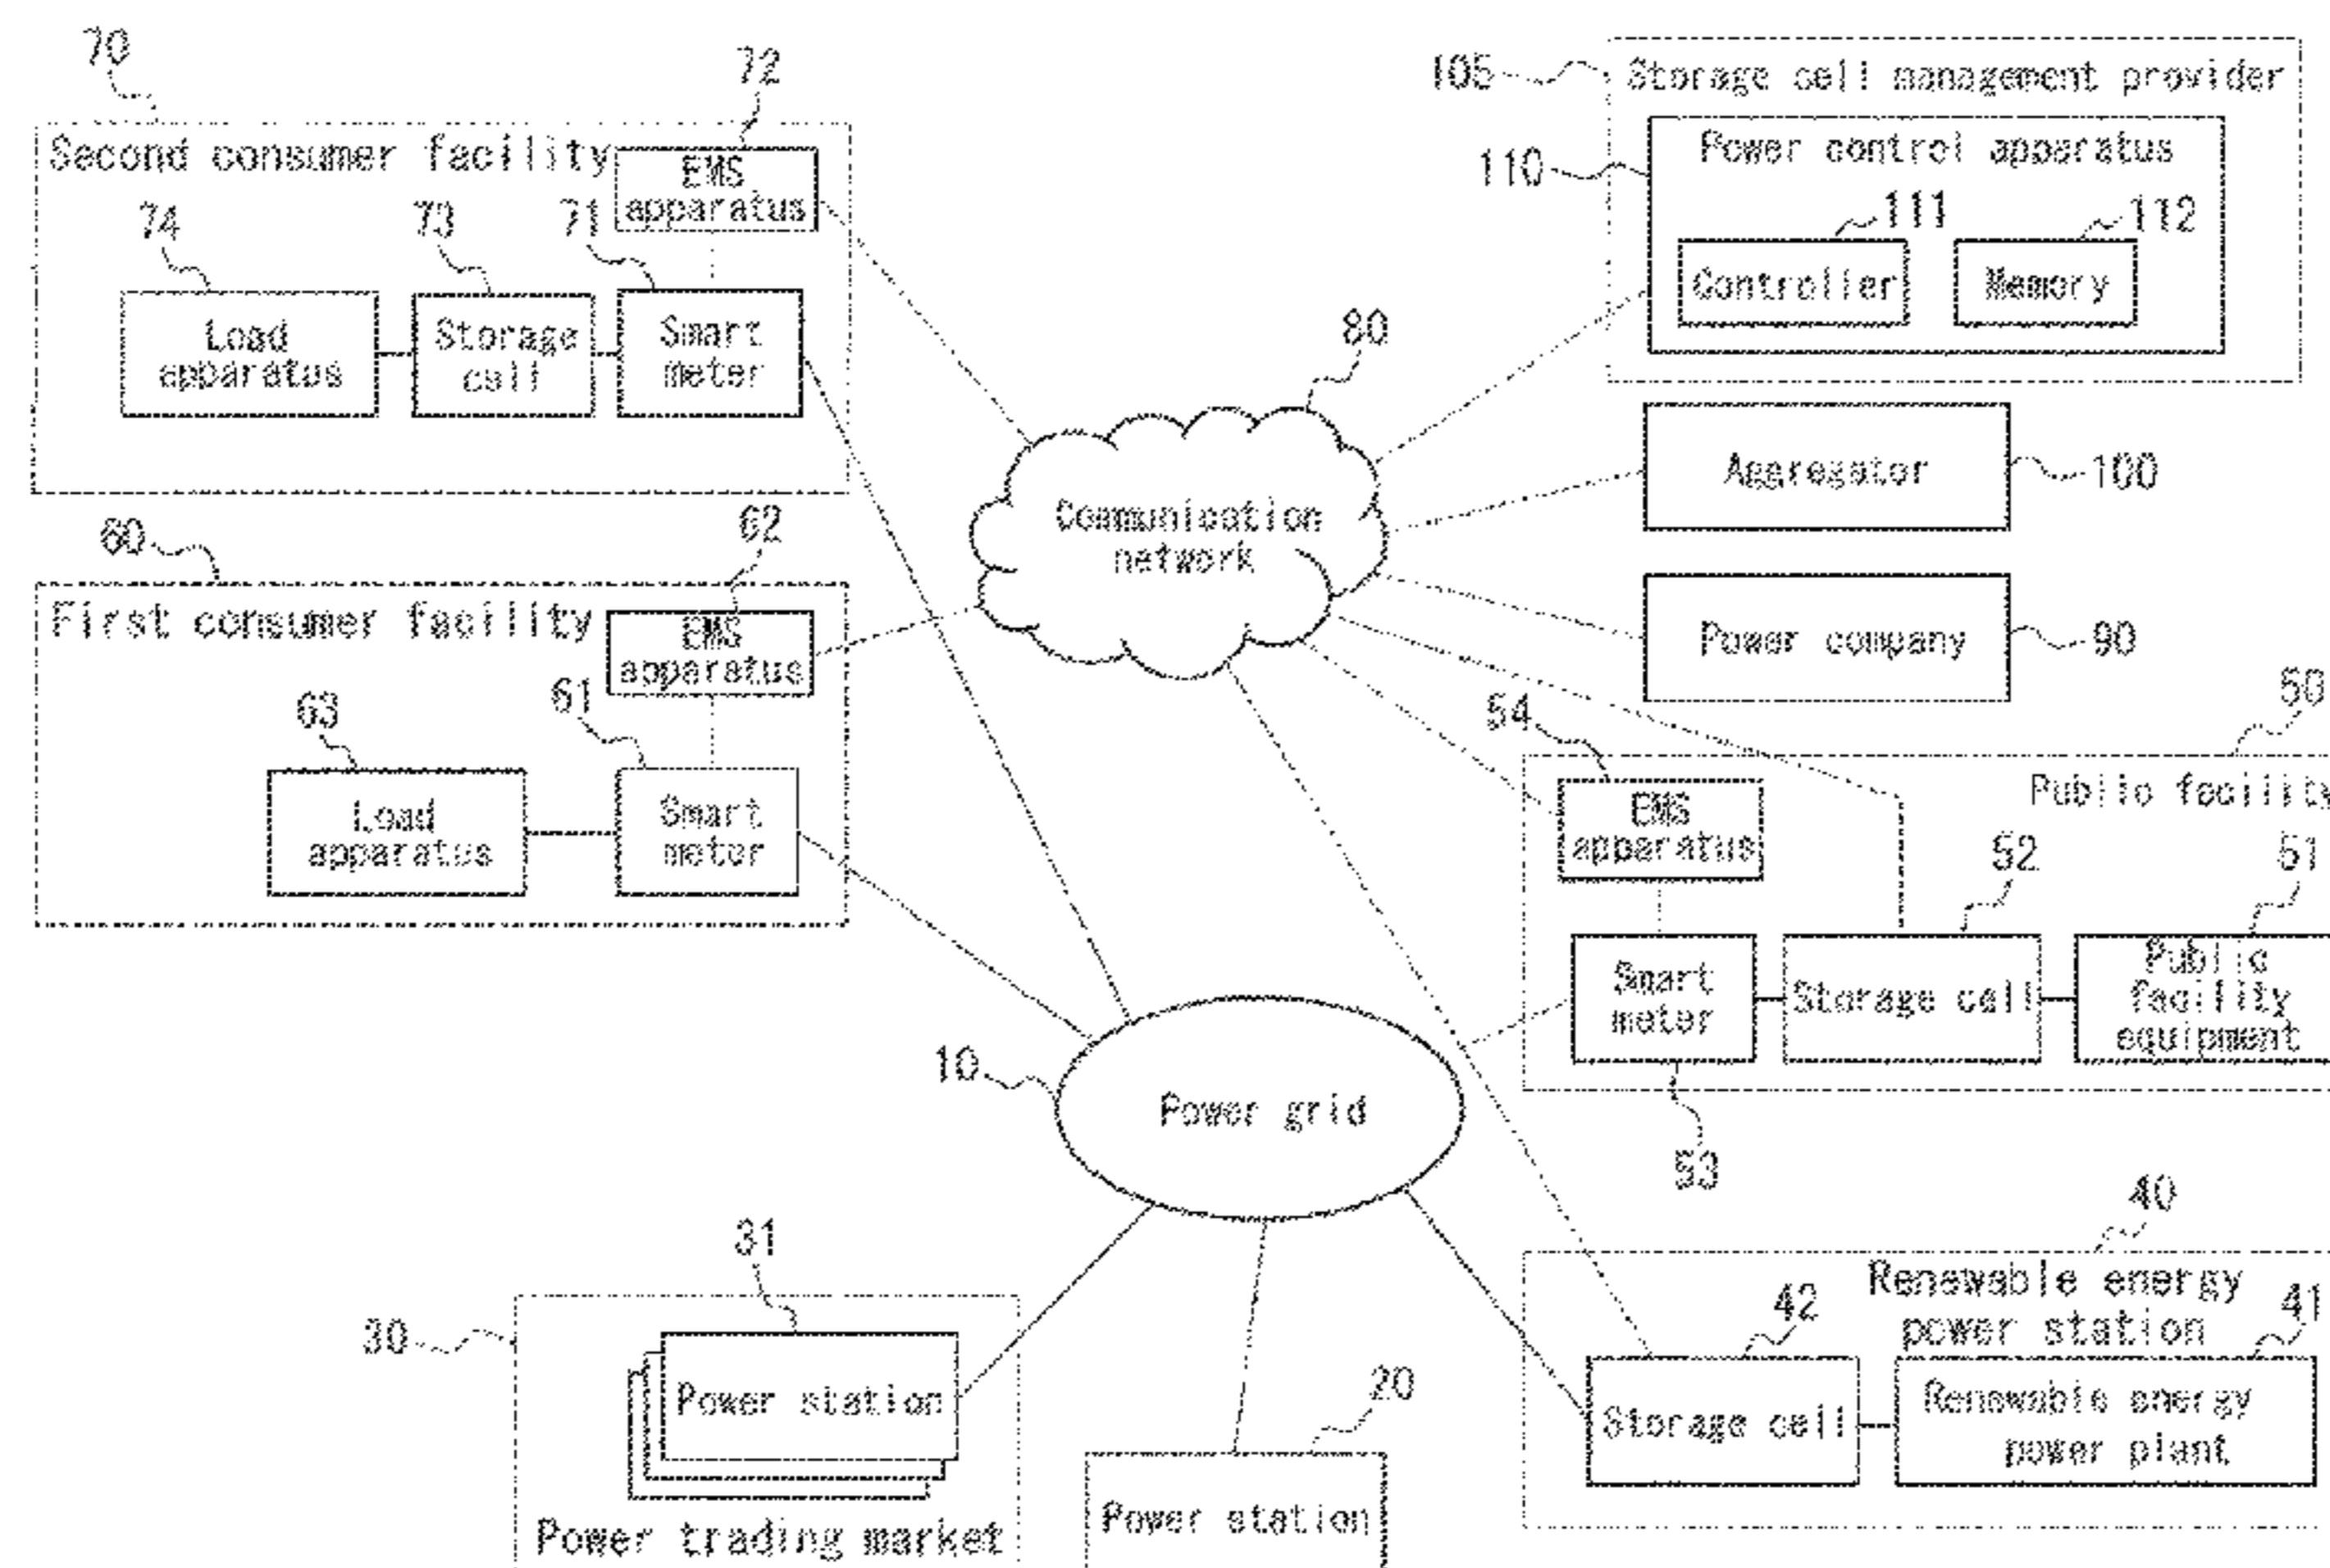 70
72
Second consumer facility
EMS
apparatus
74
73
71
Load
apparatus
Storage
cell
Smart
meter
105
Storage cell management provider
110
Power control apparatus
111
112
Controller
Memory
80
Communication
network
Aggregator
100
Power company
90
60
62
First consumer facility
EMS
apparatus
63
61
Load
apparatus
Smart
meter
50
54
Public facility
EMS
apparatus
52
51
Smart
meter
Storage cell
Public
facility
equipment
53
10
Power grid
40
Renewable energy
power station
42
41
Storage cell
Renewable energy
power plant
31
30
Power station
Power trading market
20
Power station